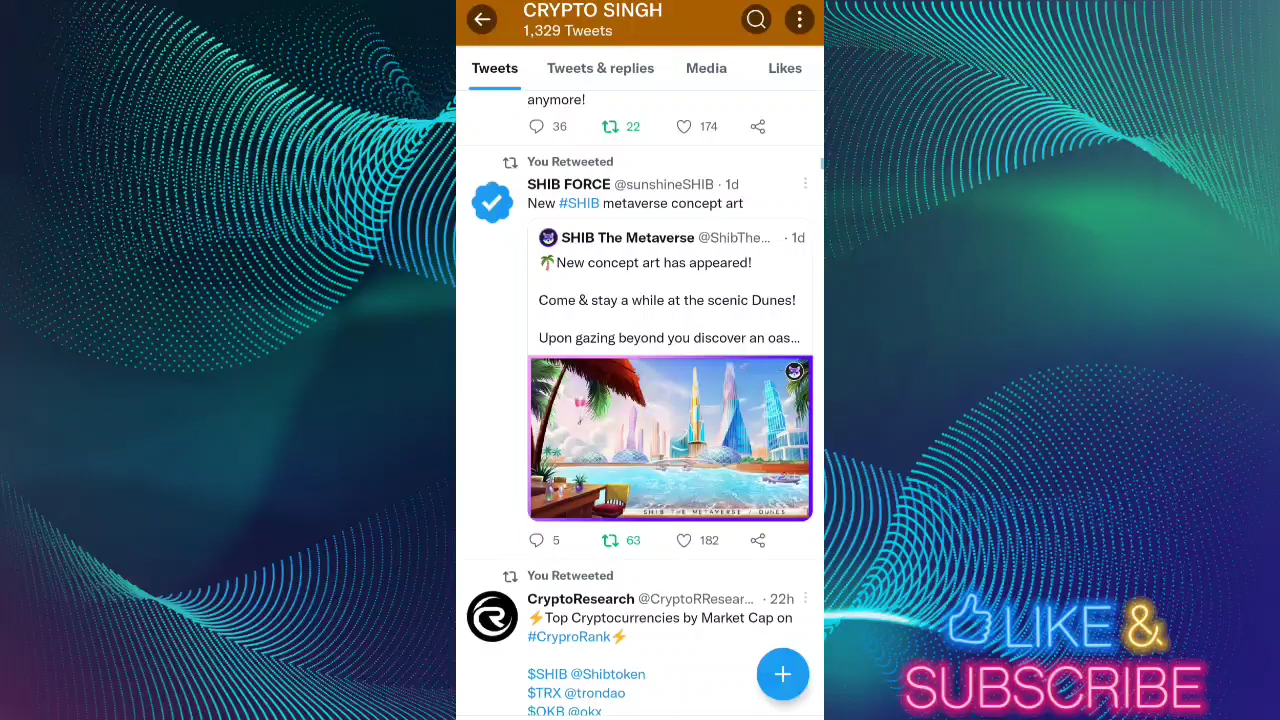 CRYPTO SINGH
1,329 Tweets
Tweets Tweets & replies Media Likes
anymore!
36 22 174
You Retweeted
SHIB FORCE @sunshineSHIB · 1d
New #SHIB metaverse concept art
SHIB The Metaverse @ShibThe... · 1d
🌴New concept art has appeared!
Come & stay a while at the scenic Dunes!
Upon gazing beyond you discover an oas...
SHIB THE METAVERSE / DUNES
5 63 182
You Retweeted
CryptoResearch @CryptoRResear... · 22h
⚡Top Cryptocurrencies by Market Cap on
#CryproRank⚡
$SHIB @Shibtoken
$TRX @trondao
$OKB @okx
LIKE &
SUBSCRIBE